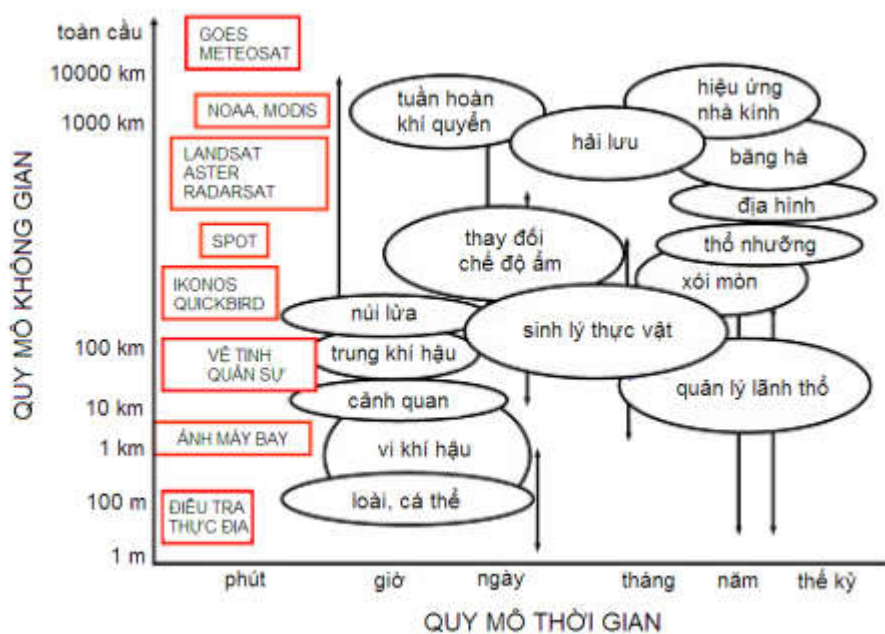 toàn cầu
10000 km
1000 km
100 km
10 km
1 km
100 m
1 m
QUY MÔ KHÔNG GIAN
GOES
METEOSAT
NOAA, MODIS
LANDSAT
ASTER
RADARSAT
SPOT
IKONOS
QUICKBIRD
VỆ TINH
QUÂN SỰ
ẢNH MÁY BAY
ĐIỀU TRA
THỰC ĐỊA
tuần hoàn
khí quyển
hải lưu
hiệu ứng
nhà kính
băng hà
địa hình
thổ nhưỡng
xói mòn
thay đổi
chế độ ẩm
núi lửa
sinh lý thực vật
trung khí hậu
quản lý lãnh thổ
cảnh quan
vi khí hậu
loài, cá thể
phút
giờ
ngày
tháng
năm
thế kỷ
QUY MÔ THỜI GIAN